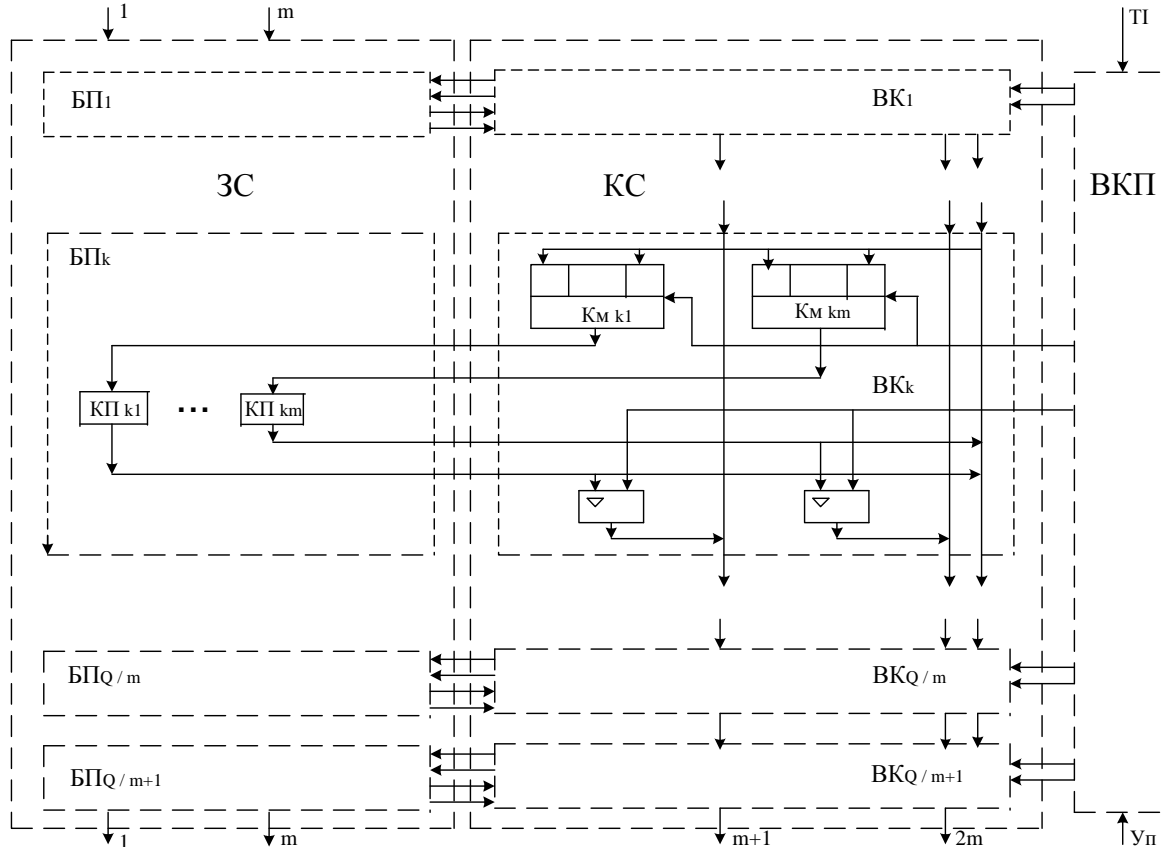 1 m TI
БП1 ВК1
ЗС КС ВКП
БПk
Км k1 Км km
КП k1 ... КП km ВКk
БПQ / m ВКQ / m
БПQ / m+1 ВКQ / m+1
1 m m+1 2m Уп